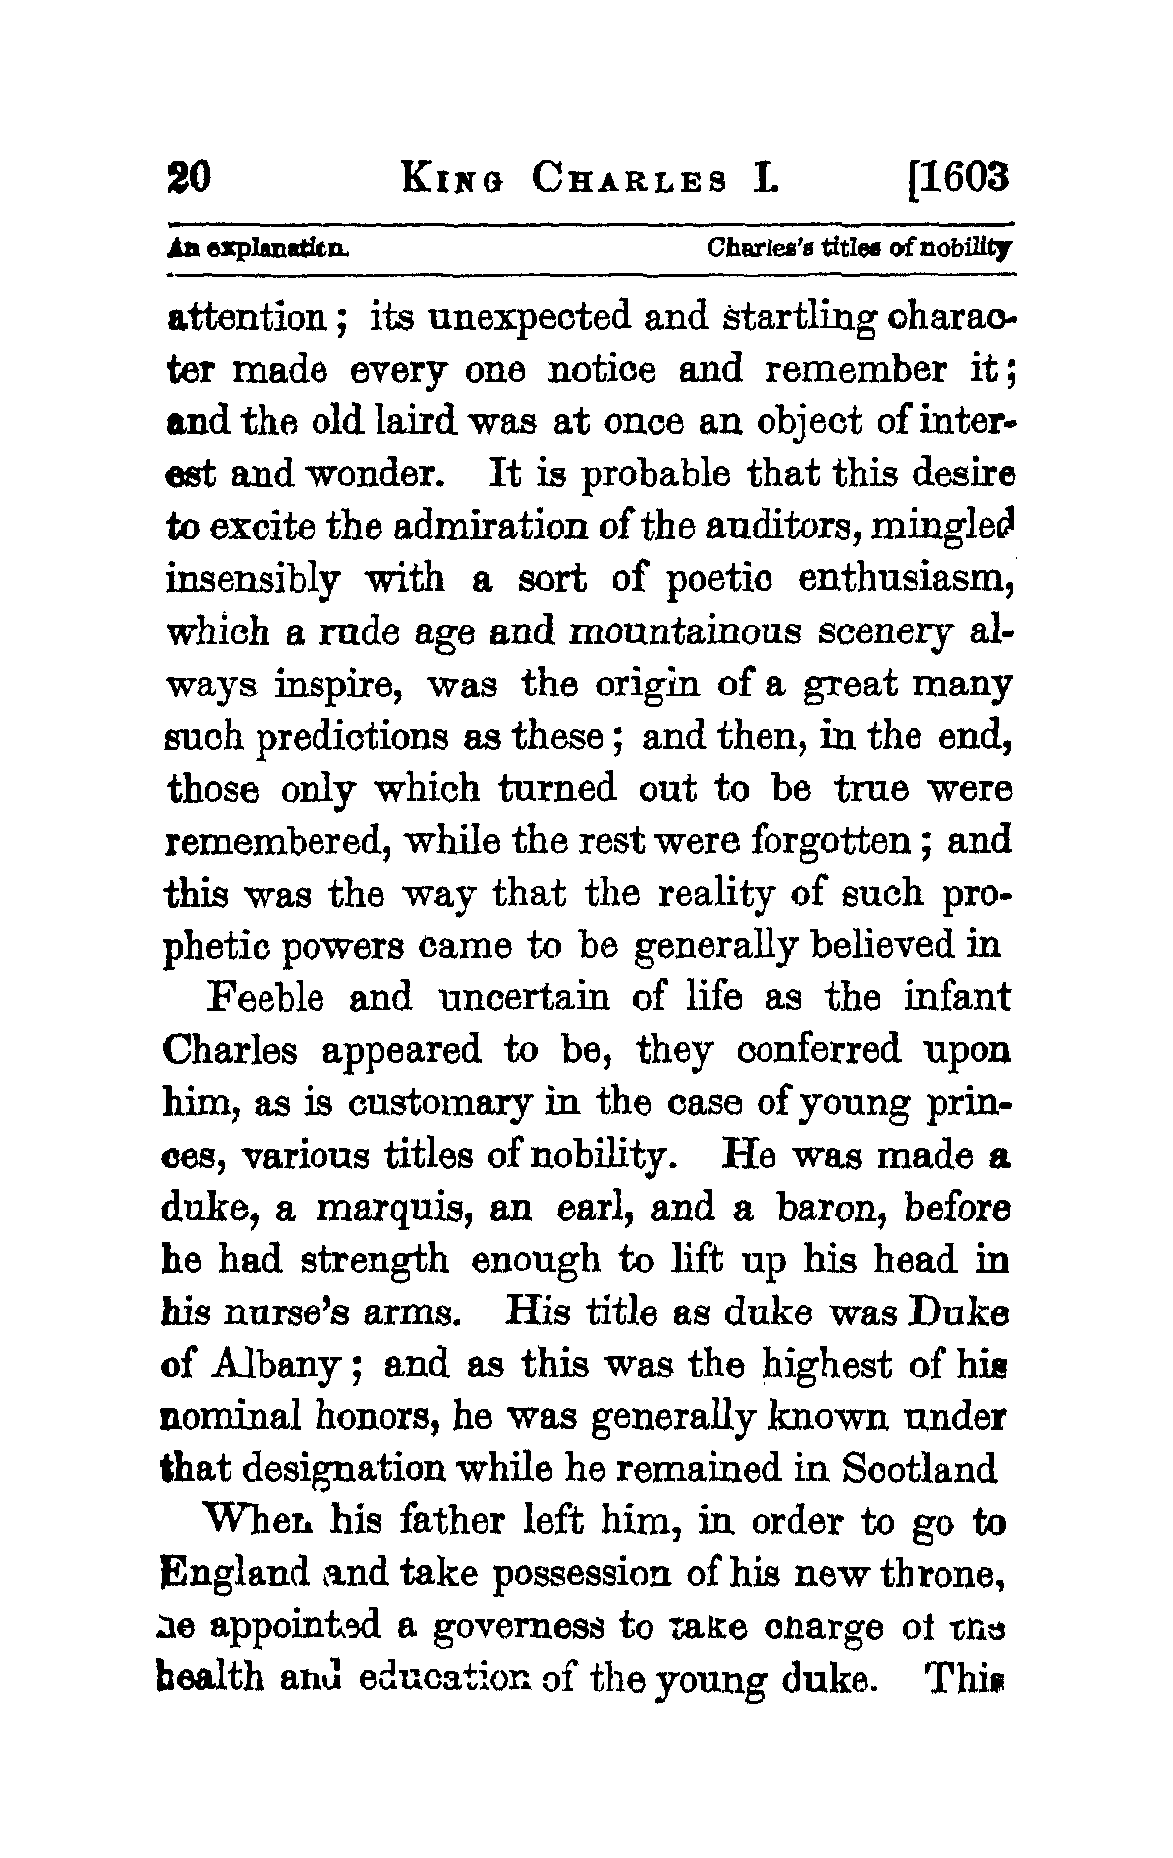 20 King Charles I. [1603
An explanation. Charles's titles of nobility
attention; its unexpected and startling charac-
ter made every one notice and remember it;
and the old laird was at once an object of inter-
est and wonder. It is probable that this desire
to excite the admiration of the auditors, mingled
insensibly with a sort of poetic enthusiasm,
which a rude age and mountainous scenery al-
ways inspire, was the origin of a great many
such predictions as these; and then, in the end,
those only which turned out to be true were
remembered, while the rest were forgotten; and
this was the way that the reality of such pro-
phetic powers came to be generally believed in
Feeble and uncertain of life as the infant
Charles appeared to be, they conferred upon
him, as is customary in the case of young prin-
ces, various titles of nobility. He was made a
duke, a marquis, an earl, and a baron, before
he had strength enough to lift up his head in
his nurse's arms. His title as duke was Duke
of Albany; and as this was the highest of his
nominal honors, he was generally known under
that designation while he remained in Scotland
When his father left him, in order to go to
England and take possession of his new throne,
he appointed a governess to take charge of the
health and education of the young duke. This